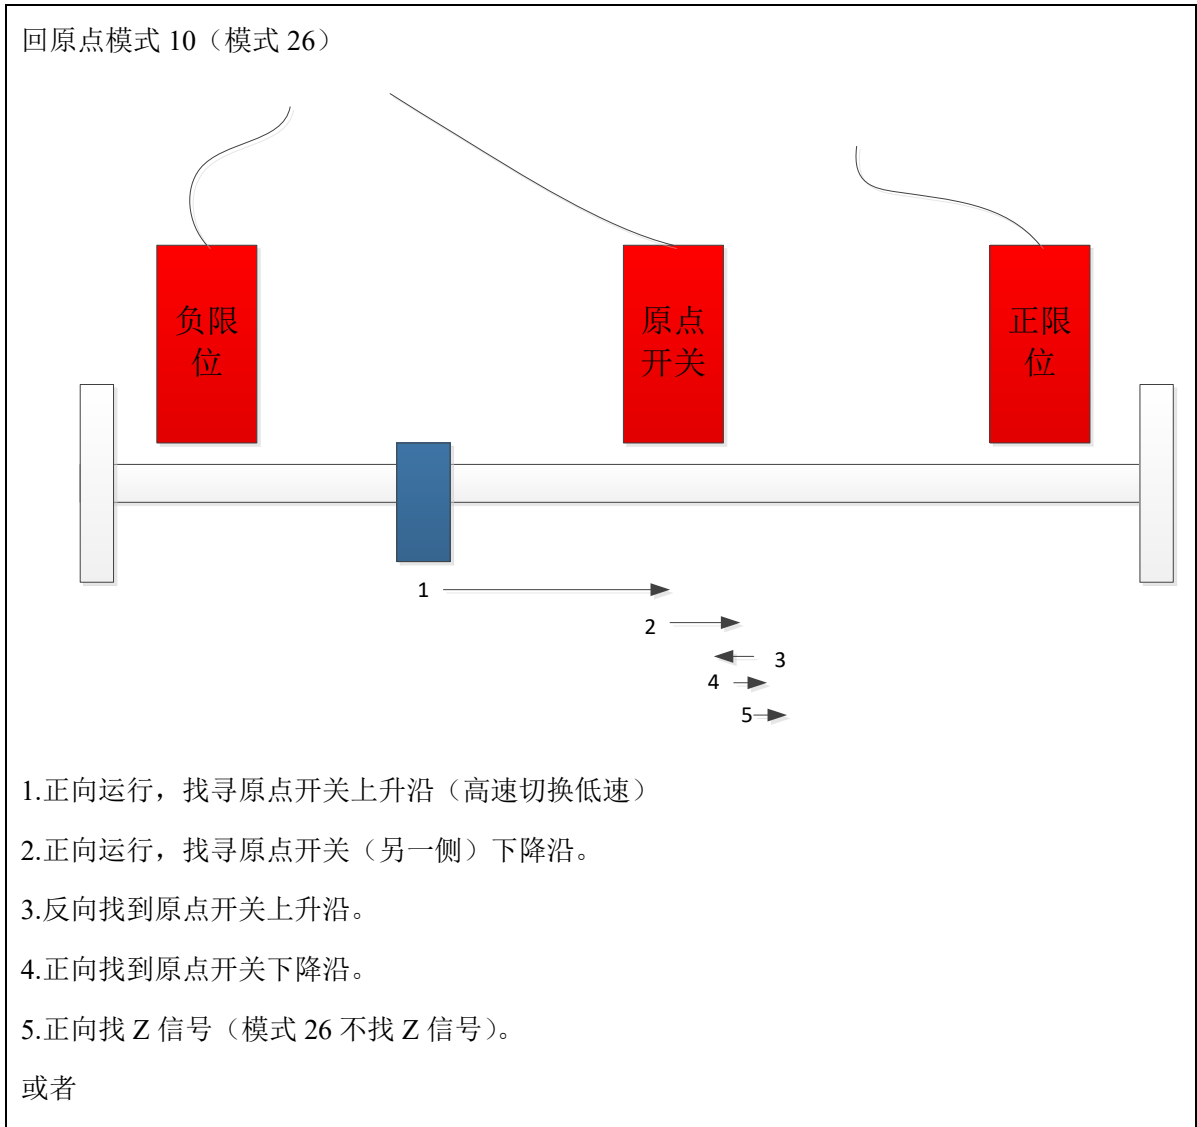 回原点模式 10（模式 26）
负限
位
原点
开关
正限
位
1
2
3
4
5
1.正向运行，找寻原点开关上升沿（高速切换低速）
2.正向运行，找寻原点开关（另一侧）下降沿。
3.反向找到原点开关上升沿。
4.正向找到原点开关下降沿。
5.正向找 Z 信号（模式 26 不找 Z 信号）。
或者